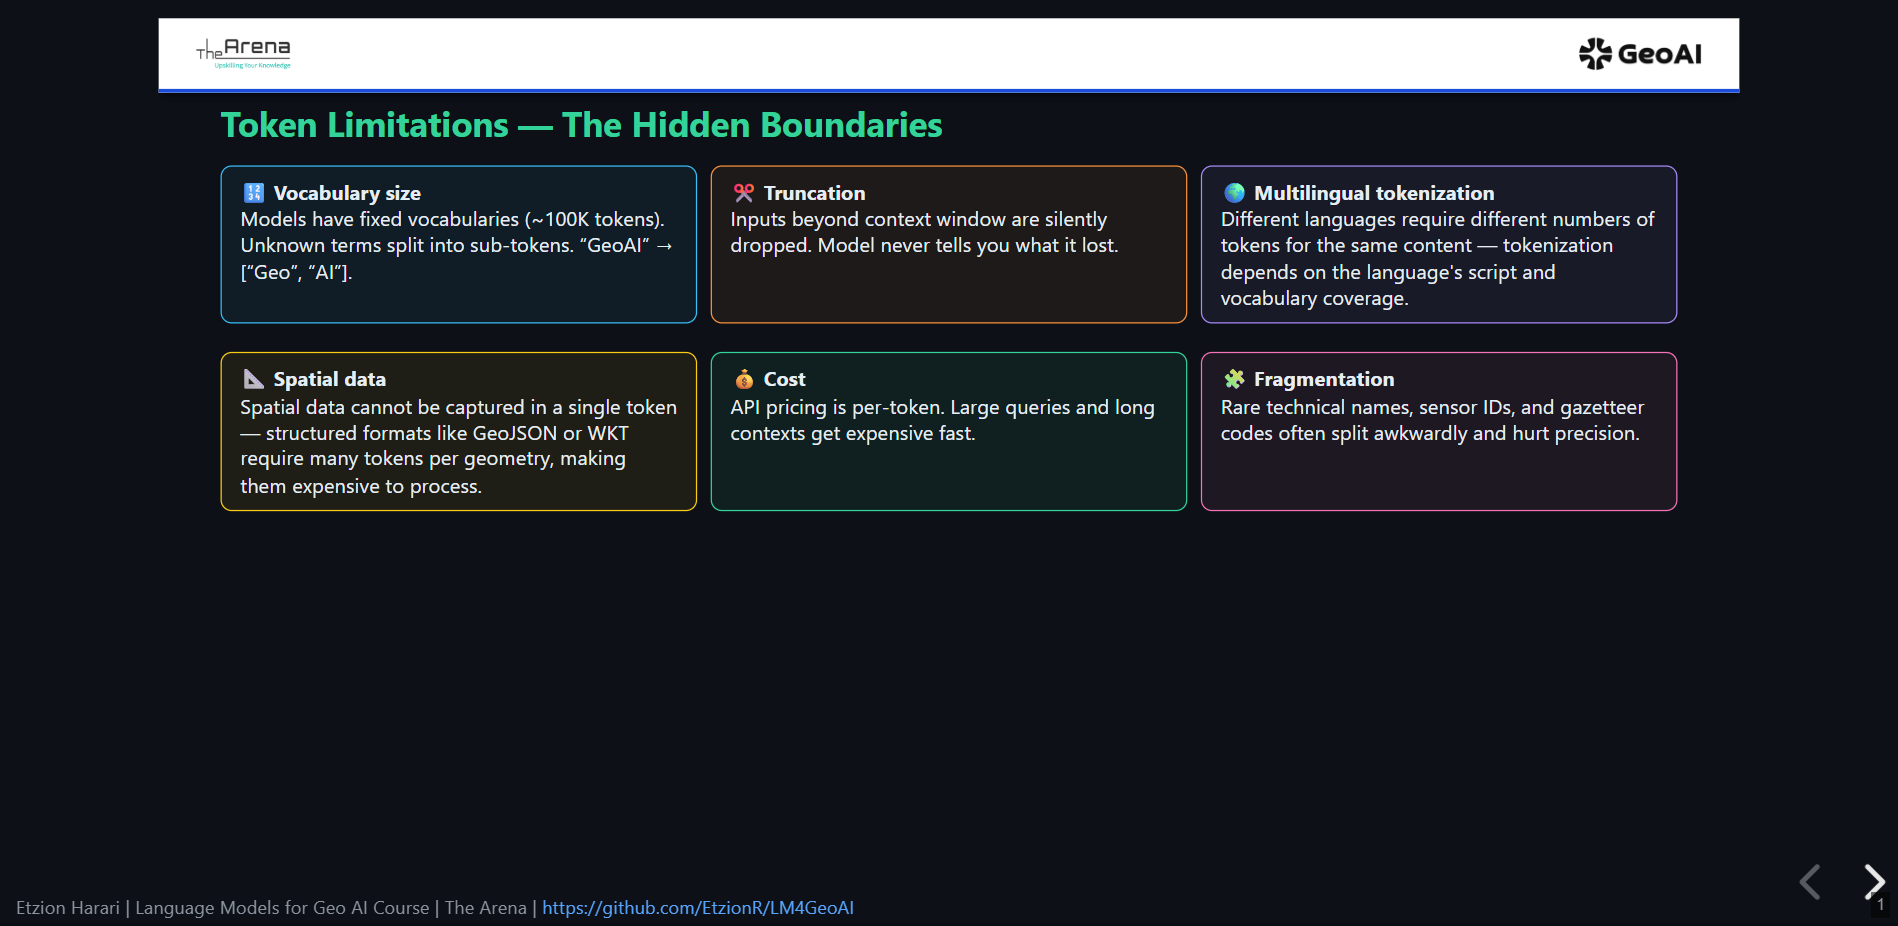 The Arena
Upskilling Your Knowledge
GeoAI
Token Limitations — The Hidden Boundaries
🔢 Vocabulary size
Models have fixed vocabularies (~100K tokens).
Unknown terms split into sub-tokens. “GeoAI” →
[“Geo”, “AI”].
✂️ Truncation
Inputs beyond context window are silently
dropped. Model never tells you what it lost.
🌍 Multilingual tokenization
Different languages require different numbers of
tokens for the same content — tokenization
depends on the language's script and
vocabulary coverage.
📐 Spatial data
Spatial data cannot be captured in a single token
— structured formats like GeoJSON or WKT
require many tokens per geometry, making
them expensive to process.
💰 Cost
API pricing is per-token. Large queries and long
contexts get expensive fast.
🧩 Fragmentation
Rare technical names, sensor IDs, and gazetteer
codes often split awkwardly and hurt precision.
Etzion Harari | Language Models for Geo AI Course | The Arena | https://github.com/EtzionR/LM4GeoAI
1